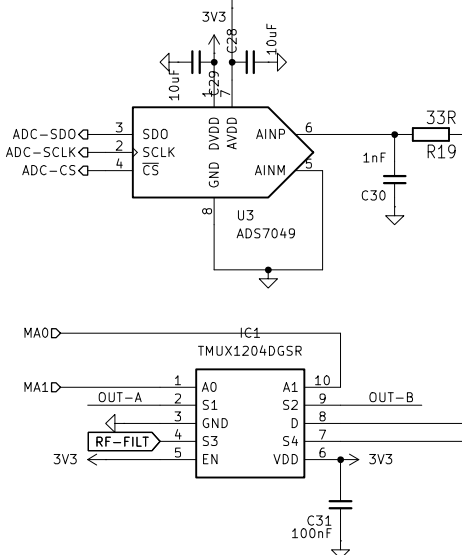 3V3
C28
10uF
10uF
C29
1
7
ADC-SDO 3 SDO
DVDD
AVDD
AINP 6
33R
ADC-SCLK 2 SCLK
ADC-CS 4 CS
GND
AINM 5
1nF
R19
C30
8
U3
ADS7049
MA0
IC1
TMUX1204DGSR
MA1 1 A0 A1 10
OUT-A 2 S1 S2 9 OUT-B
3 GND D 8
RF-FILT 4 S3 S4 7
3V3 5 EN VDD 6 3V3
C31
100nF